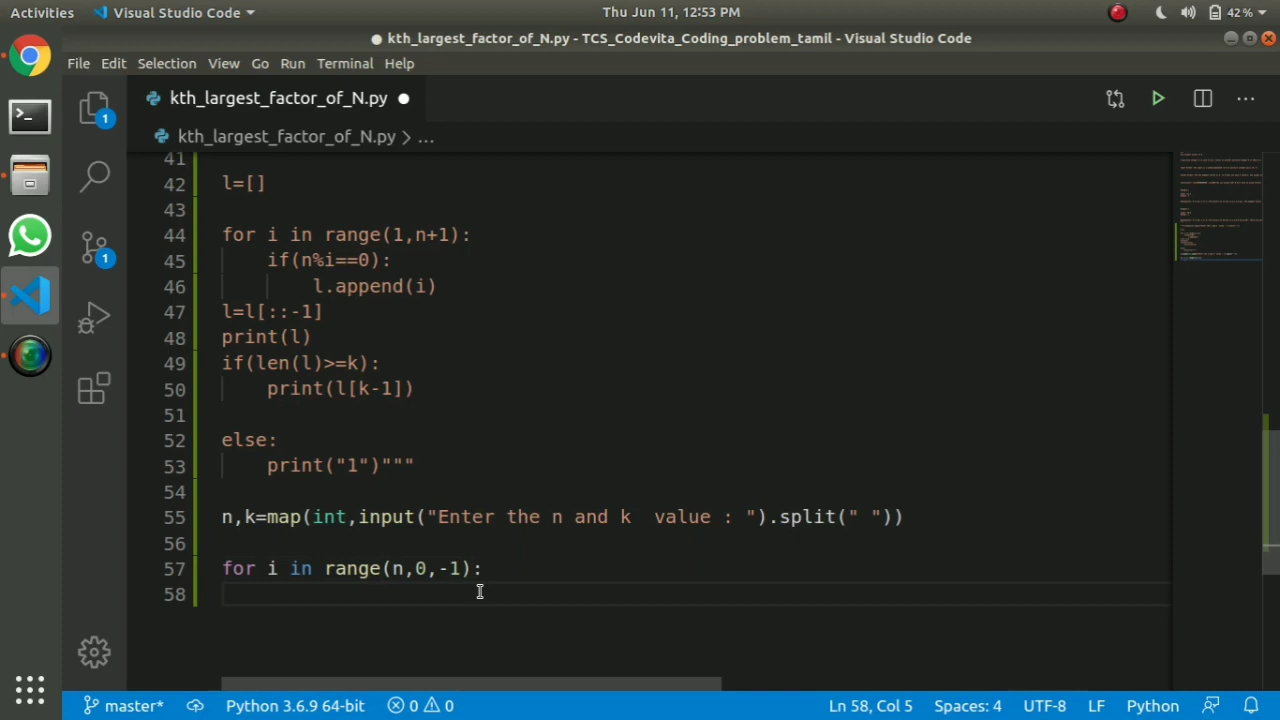 Activities Visual Studio Code Thu Jun 11, 12:53 PM 42%
● kth_largest_factor_of_N.py - TCS_Codevita_Coding_problem_tamil - Visual Studio Code
File Edit Selection View Go Run Terminal Help
kth_largest_factor_of_N.py
kth_largest_factor_of_N.py > ...
1
1
41
42 l=[]
43
44 for i in range(1,n+1):
45 if(n%i==0):
46 l.append(i)
47 l=l[::-1]
48 print(l)
49 if(len(l)>=k):
50 print(l[k-1])
51
52 else:
53 print("1")"""
54
55 n,k=map(int,input("Enter the n and k  value : ").split(" "))
56
57 for i in range(n,0,-1):
58
master* Python 3.6.9 64-bit 0 0 Ln 58, Col 5 Spaces: 4 UTF-8 LF Python